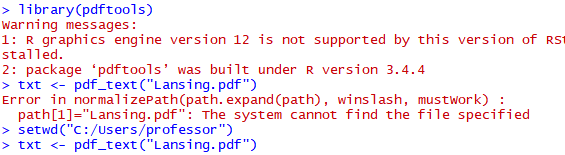 > library(pdftools)
Warning messages:
1: R graphics engine version 12 is not supported by this version of RSt
stalled.
2: package ‘pdftools’ was built under R version 3.4.4
> txt <- pdf_text("Lansing.pdf")
Error in normalizePath(path.expand(path), winslash, mustWork) :
  path[1]="Lansing.pdf": The system cannot find the file specified
> setwd("C:/Users/professor")
> txt <- pdf_text("Lansing.pdf")